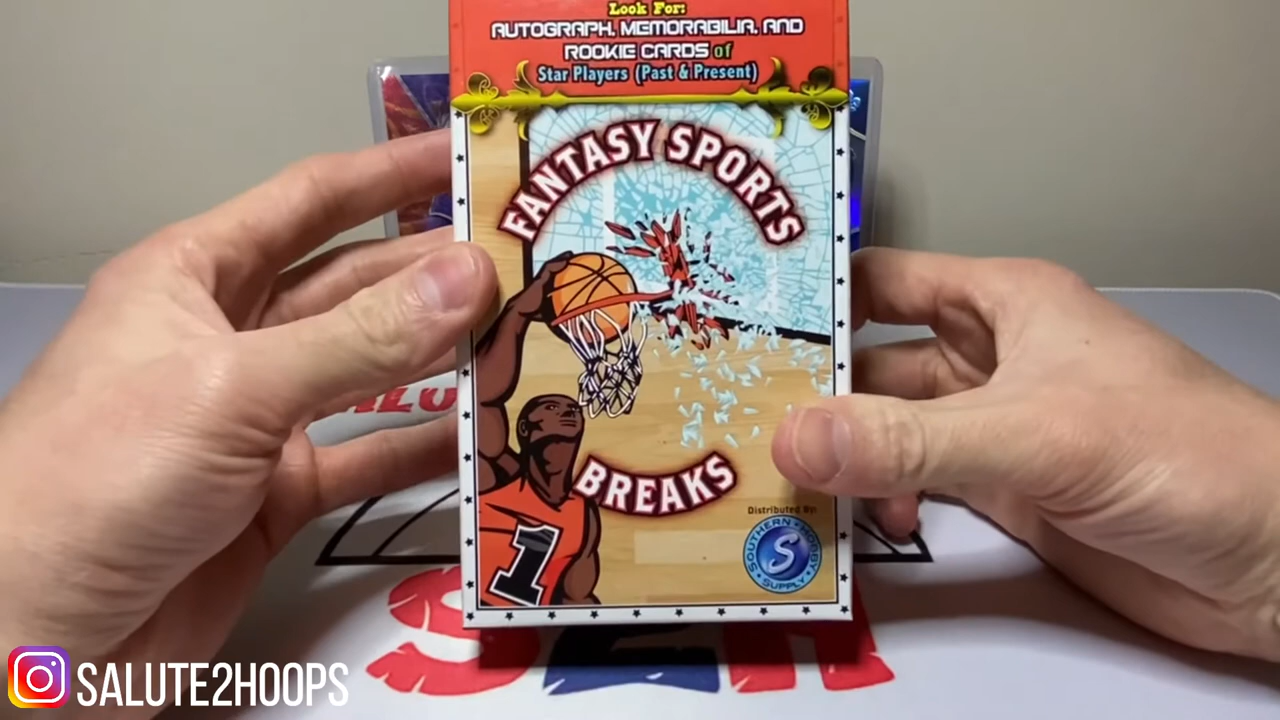 Look For:
AUTOGRAPH, MEMORABILIA, AND
ROOKIE CARDS of
Star Players (Past & Present)
FANTASY SPORTS
BREAKS
1
Distributed By:
SOUTHERN HOBBY
S
SUPPLY
SALUTE2HOOPS